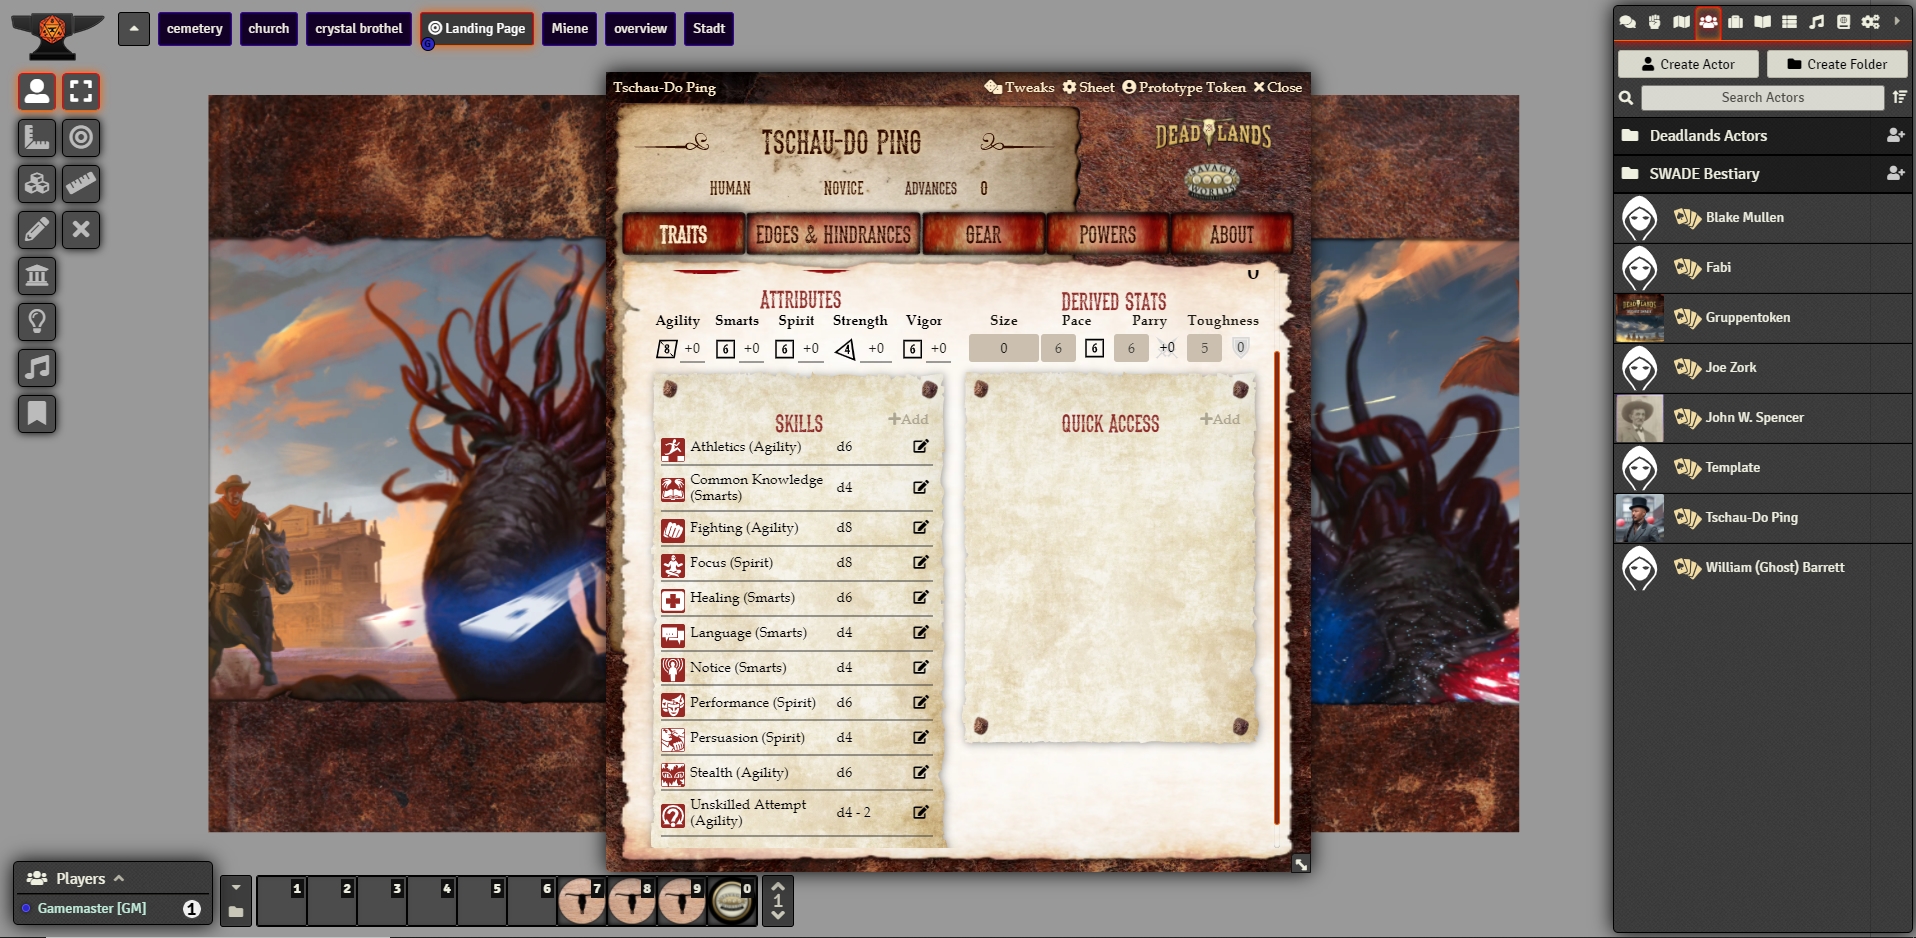 cemetery church crystal brothel Landing Page Miene overview Stadt
G
Tschau-Do Ping Tweaks Sheet Prototype Token Close
TSCHAU-DO PING
DEADLANDS
SAVAGE WORLDS
HUMAN NOVICE ADVANCES 0
TRAITS EDGES & HINDRANCES GEAR POWERS ABOUT
0
ATTRIBUTES
Agility Smarts Spirit Strength Vigor
8 +0 6 +0 6 +0 4 +0 6 +0
DERIVED STATS
Size Pace Parry Toughness
0 6 6 6 +0 5 0
SKILLS +Add
Athletics (Agility) d6
Common Knowledge
(Smarts) d4
Fighting (Agility) d8
Focus (Spirit) d8
Healing (Smarts) d6
Language (Smarts) d4
Notice (Smarts) d4
Performance (Spirit) d6
Persuasion (Spirit) d4
Stealth (Agility) d6
Unskilled Attempt
(Agility) d4 - 2
QUICK ACCESS +Add
Create Actor Create Folder
Search Actors
Deadlands Actors
SWADE Bestiary
Blake Mullen
Fabi
Gruppentoken
Joe Zork
John W. Spencer
Template
Tschau-Do Ping
William (Ghost) Barrett
Players
Gamemaster [GM] 1
1 2 3 4 5 6 7 8 9 0
1